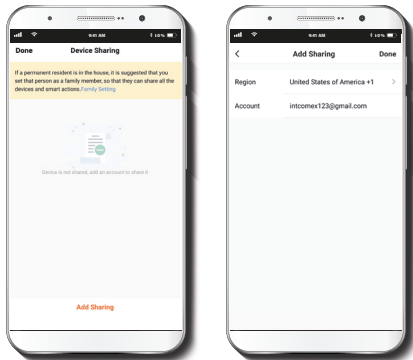 9:41 AM
50%
Done
Device Sharing
If a permanent resident is in the house, it is suggested that you
set that person as a family member, so that they can share all the
devices and smart actions.Family Setting
Device is not shared, add an account to share it
Add Sharing
9:41 AM
50%
Add Sharing
Done
Region
United States of America +1
Account
intcomex123@gmail.com